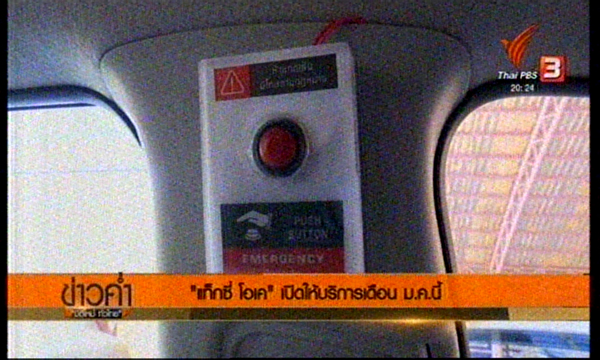 Thai PBS 3
20:24
PUSH
BUTTON
EMERGENCY
ข่าวค่ำ
"แท็กซี่ โอเค" เปิดให้บริการเดือน ม.ค.นี้